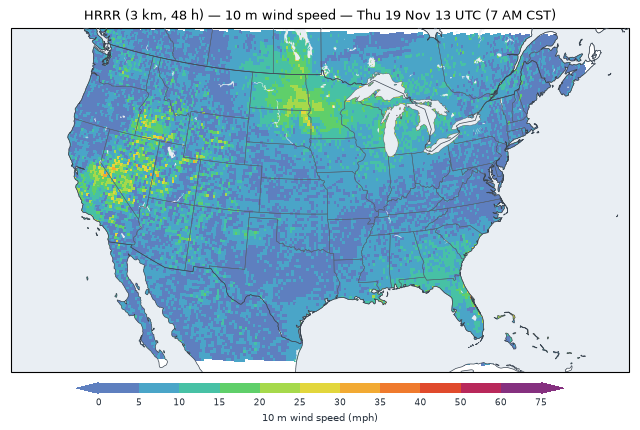 HRRR (3 km, 48 h) — 10 m wind speed — Thu 19 Nov 13 UTC (7 AM CST)
0 5 10 15 20 25 30 35 40 50 60 75
10 m wind speed (mph)